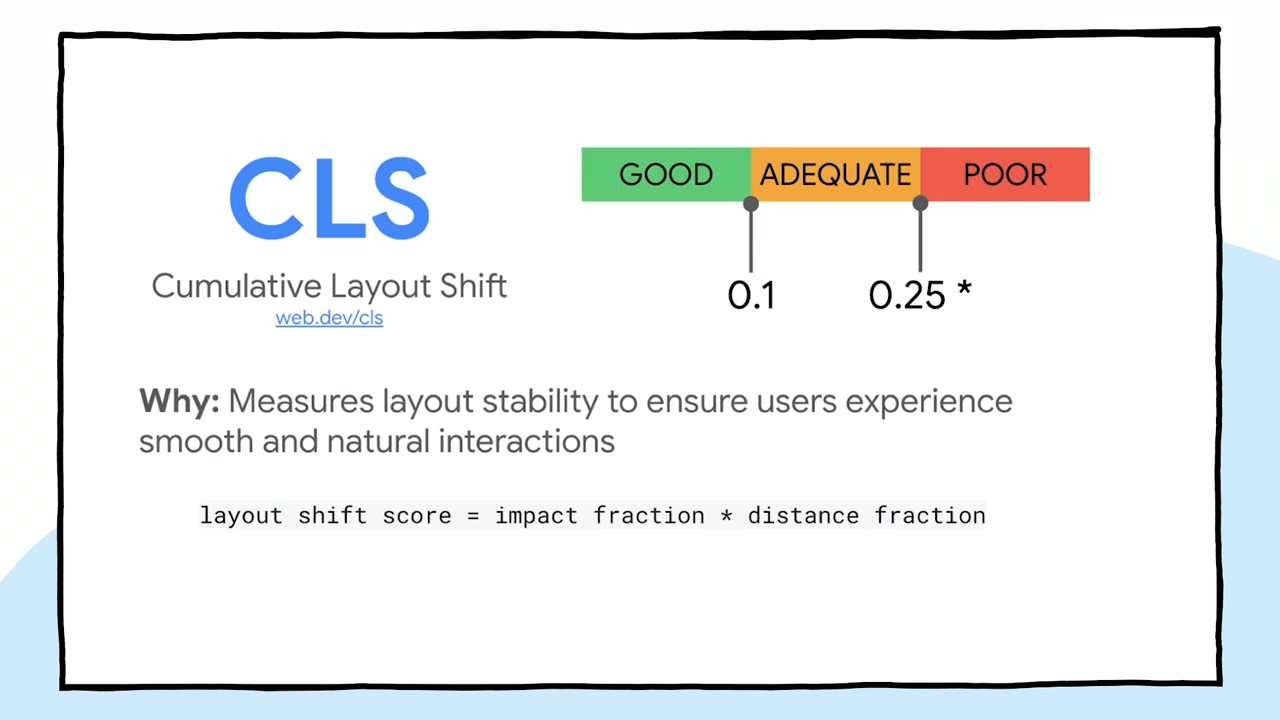 CLS
Cumulative Layout Shift
web.dev/cls
GOOD ADEQUATE POOR
0.1 0.25 *
Why: Measures layout stability to ensure users experience
smooth and natural interactions
layout shift score = impact fraction * distance fraction